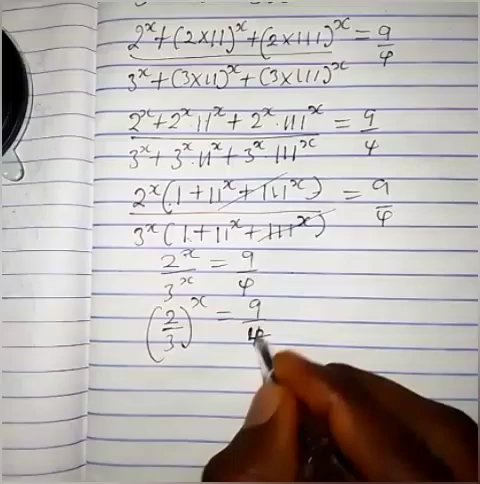 2^x + (2×11)^x + (2×111)^x / 3^x + (3×11)^x + (3×111)^x = 9/4
2^x + 2^x · 11^x + 2^x · 111^x / 3^x + 3^x · 11^x + 3^x · 111^x = 9/4
2^x (1 + 11^x + 111^x) / 3^x (1 + 11^x + 111^x) = 9/4
2^x / 3^x = 9/4
(2/3)^x = 9/4